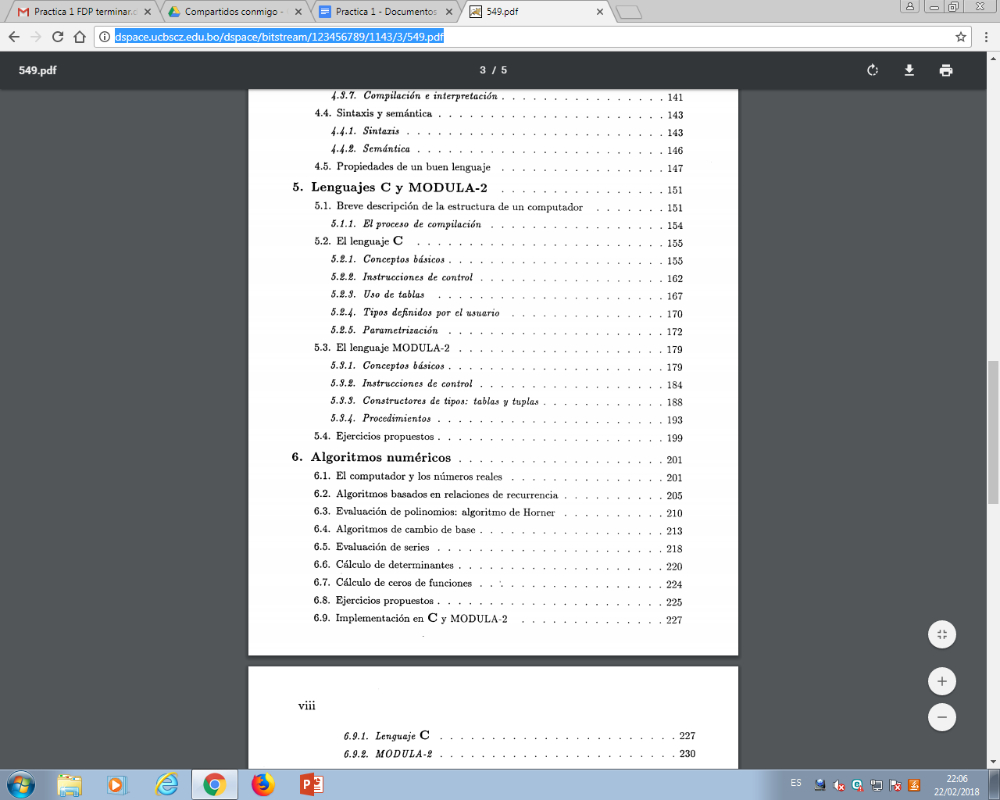 Practica 1 FDP terminar.d
Compartidos conmigo -
Practica 1 - Documentos
549.pdf
dspace.ucbscz.edu.bo/dspace/bitstream/123456789/1143/3/549.pdf
549.pdf
3 / 5
4.3.7. Compilación e interpretación . . . . . . . . . . . . . . . . 141
4.4. Sintaxis y semántica . . . . . . . . . . . . . . . . . . . . . . 143
4.4.1. Sintaxis . . . . . . . . . . . . . . . . . . . . . . . . . 143
4.4.2. Semántica . . . . . . . . . . . . . . . . . . . . . . . . 146
4.5. Propiedades de un buen lenguaje . . . . . . . . . . . . . . . . 147
5. Lenguajes C y MODULA-2 . . . . . . . . . . . . . . . . 151
5.1. Breve descripción de la estructura de un computador . . . . . . . 151
5.1.1. El proceso de compilación . . . . . . . . . . . . . . . . . 154
5.2. El lenguaje C . . . . . . . . . . . . . . . . . . . . . . . . 155
5.2.1. Conceptos básicos . . . . . . . . . . . . . . . . . . . . . 155
5.2.2. Instrucciones de control . . . . . . . . . . . . . . . . . . 162
5.2.3. Uso de tablas . . . . . . . . . . . . . . . . . . . . . . 167
5.2.4. Tipos definidos por el usuario . . . . . . . . . . . . . . . 170
5.2.5. Parametrización . . . . . . . . . . . . . . . . . . . . . 172
5.3. El lenguaje MODULA-2 . . . . . . . . . . . . . . . . . . . . 179
5.3.1. Conceptos básicos . . . . . . . . . . . . . . . . . . . . . 179
5.3.2. Instrucciones de control . . . . . . . . . . . . . . . . . . 184
5.3.3. Constructores de tipos: tablas y tuplas . . . . . . . . . . . . 188
5.3.4. Procedimientos . . . . . . . . . . . . . . . . . . . . . . 193
5.4. Ejercicios propuestos . . . . . . . . . . . . . . . . . . . . . . 199
6. Algoritmos numéricos . . . . . . . . . . . . . . . . . . . . 201
6.1. El computador y los números reales . . . . . . . . . . . . . . . 201
6.2. Algoritmos basados en relaciones de recurrencia . . . . . . . . . . 205
6.3. Evaluación de polinomios: algoritmo de Horner . . . . . . . . . . 210
6.4. Algoritmos de cambio de base . . . . . . . . . . . . . . . . . . 213
6.5. Evaluación de series . . . . . . . . . . . . . . . . . . . . . . 218
6.6. Cálculo de determinantes . . . . . . . . . . . . . . . . . . . . 220
6.7. Cálculo de ceros de funciones . . . . . . . . . . . . . . . . . . 224
6.8. Ejercicios propuestos . . . . . . . . . . . . . . . . . . . . . . 225
6.9. Implementación en C y MODULA-2 . . . . . . . . . . . . . . 227
viii
6.9.1. Lenguaje C . . . . . . . . . . . . . . . . . . . . . . . 227
6.9.2. MODULA-2 . . . . . . . . . . . . . . . . . . . . . . . 230
ES
22:06
22/02/2018